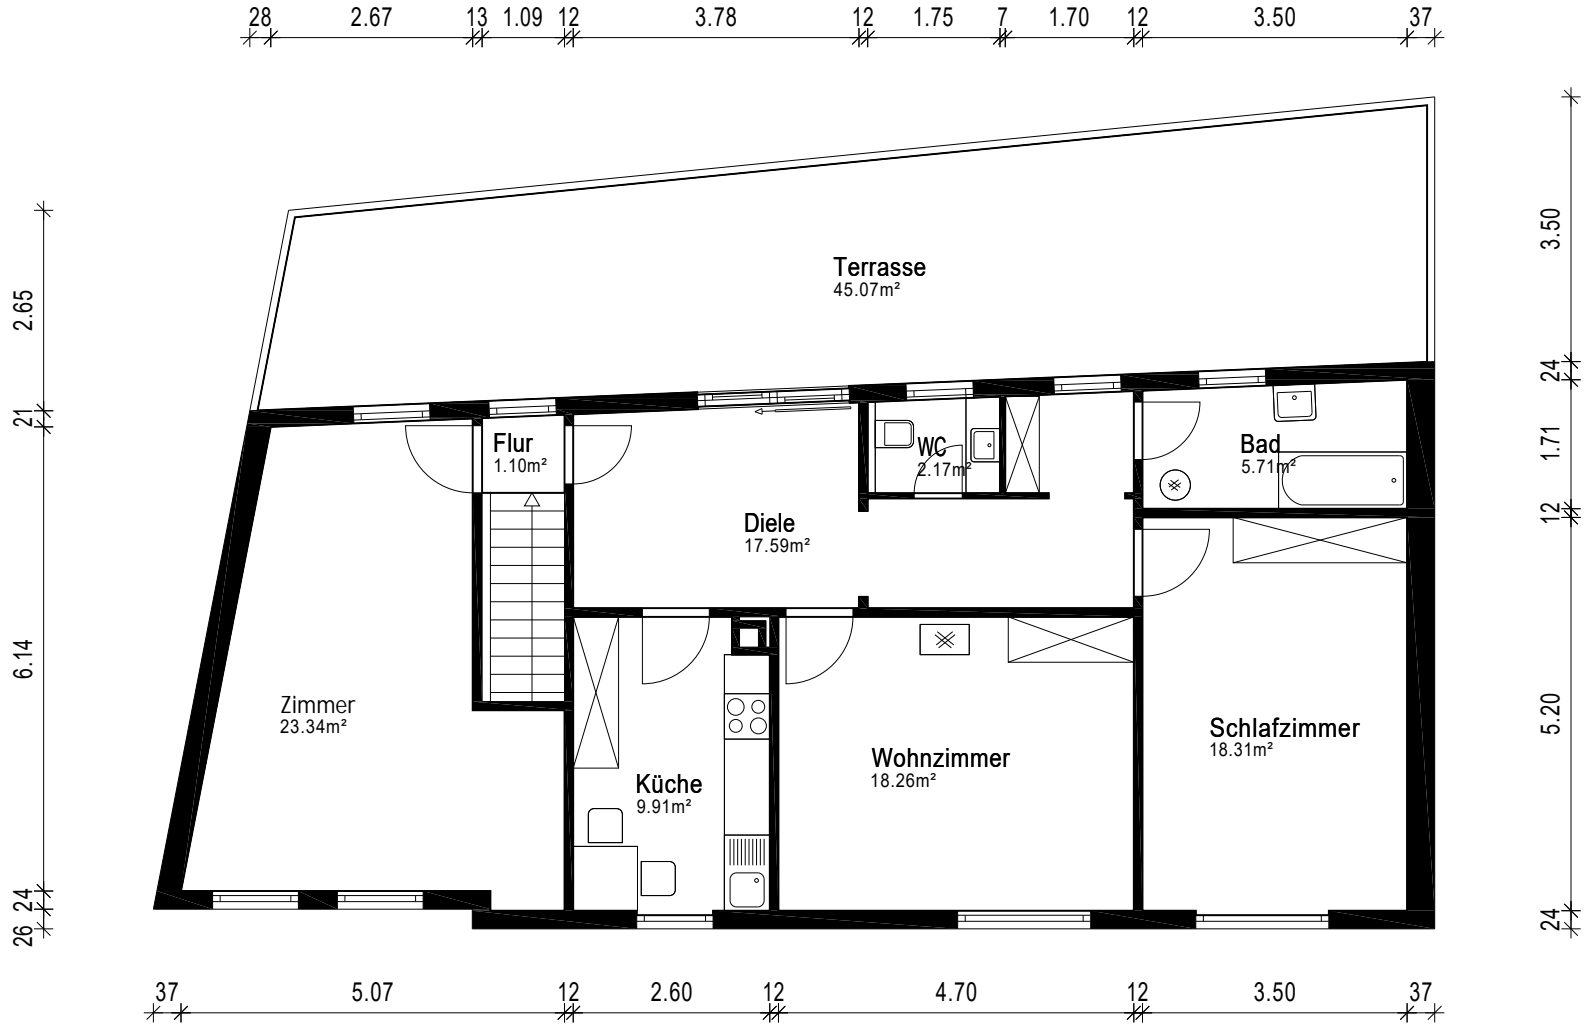 28 2.67 13 1.09 12 3.78 12 1.75 7 1.70 12 3.50 37
3.50
2.65
Terrasse
45.07m²
24
21
Flur
1.10m²
WC
2.17m²
Bad
5.71m²
1.71
12
Diele
17.59m²
6.14
Zimmer
23.34m²
Küche
9.91m²
Wohnzimmer
18.26m²
Schlafzimmer
18.31m²
5.20
24
26
24
37 5.07 12 2.60 12 4.70 12 3.50 37